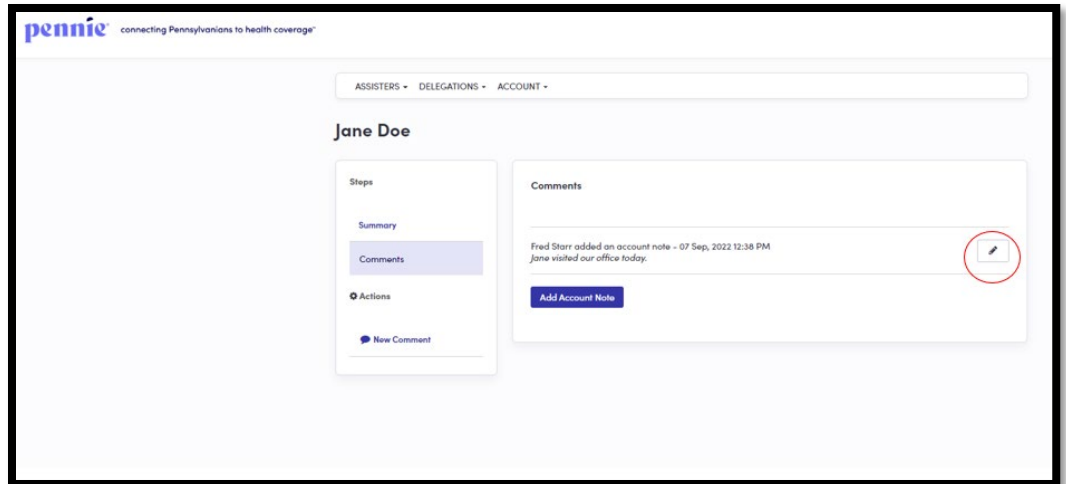 pennie® connecting Pennsylvanians to health coverage™
ASSISTERS DELEGATIONS ACCOUNT
Jane Doe
Steps
Summary
Comments
Actions
New Comment
Comments
Fred Starr added an account note - 07 Sep, 2022 12:38 PM
Jane visited our office today.
Add Account Note